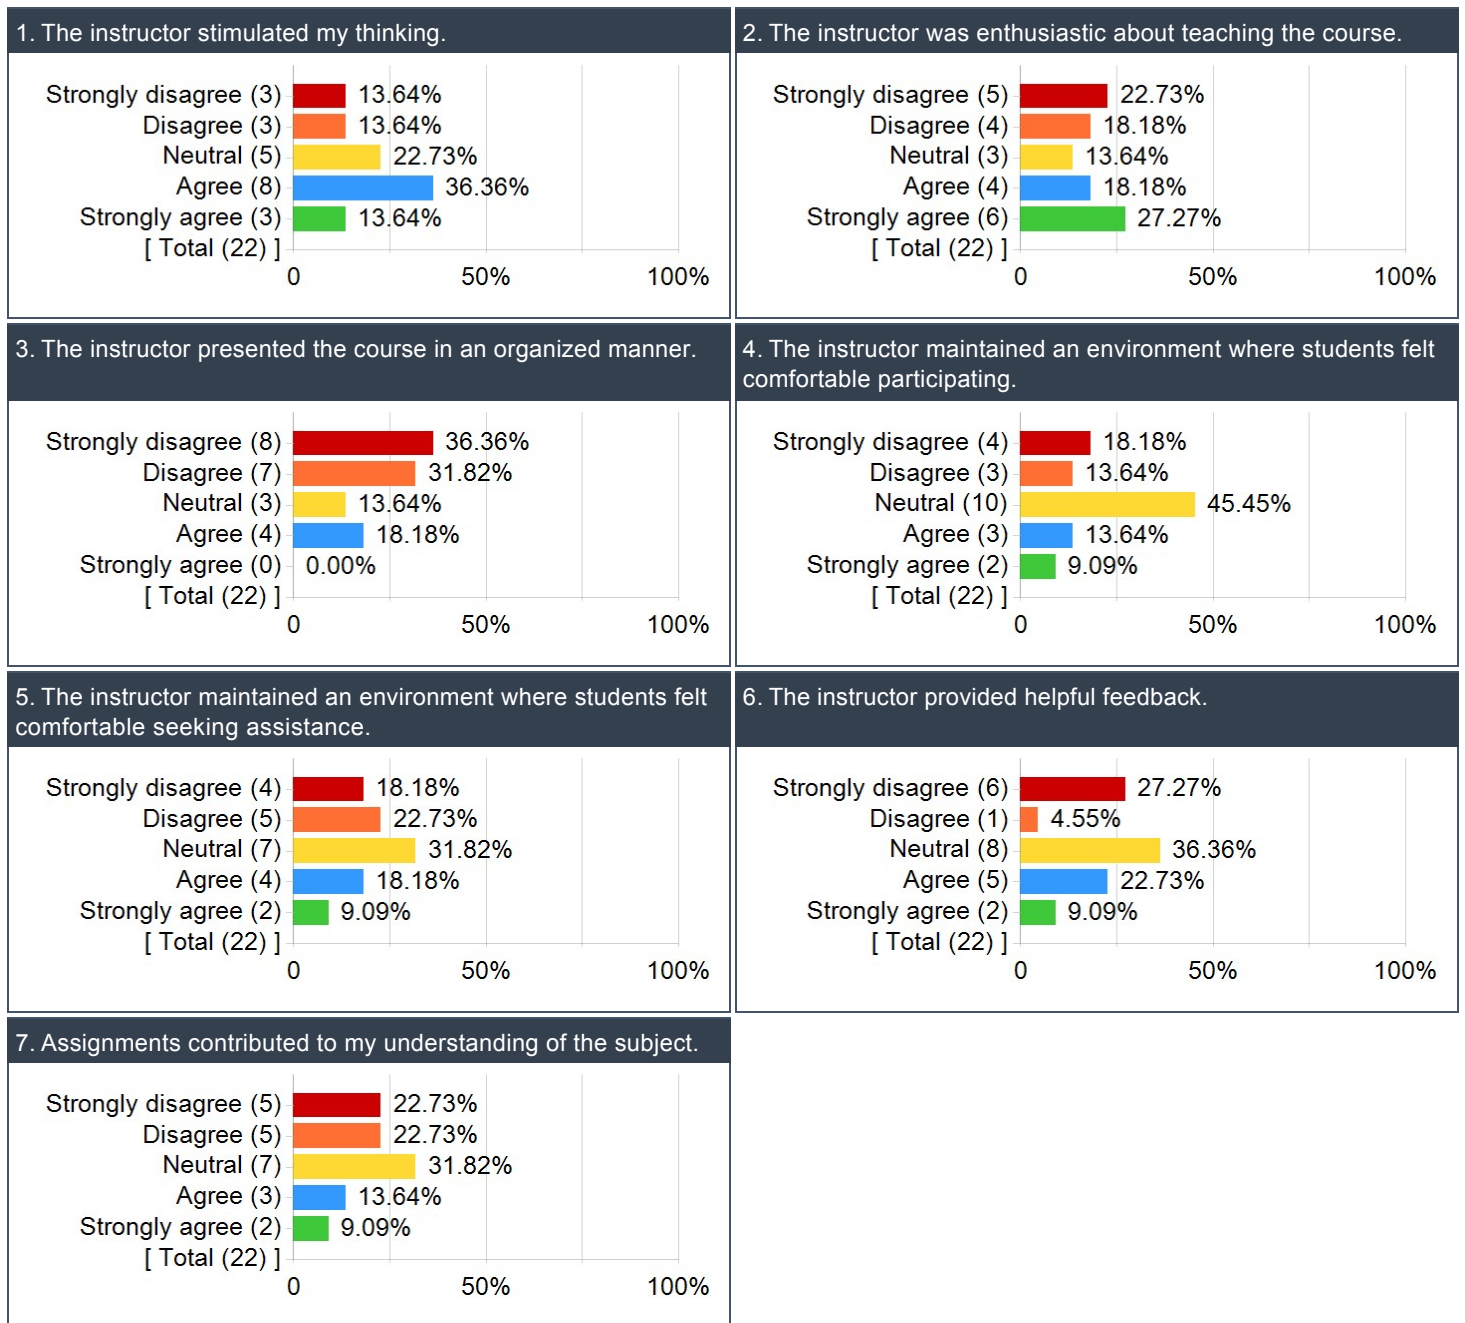 1. The instructor stimulated my thinking.
Strongly disagree (3) 13.64%
Disagree (3) 13.64%
Neutral (5) 22.73%
Agree (8) 36.36%
Strongly agree (3) 13.64%
[ Total (22) ]
0 50% 100%
2. The instructor was enthusiastic about teaching the course.
Strongly disagree (5) 22.73%
Disagree (4) 18.18%
Neutral (3) 13.64%
Agree (4) 18.18%
Strongly agree (6) 27.27%
[ Total (22) ]
0 50% 100%
3. The instructor presented the course in an organized manner.
Strongly disagree (8) 36.36%
Disagree (7) 31.82%
Neutral (3) 13.64%
Agree (4) 18.18%
Strongly agree (0) 0.00%
[ Total (22) ]
0 50% 100%
4. The instructor maintained an environment where students felt
comfortable participating.
Strongly disagree (4) 18.18%
Disagree (3) 13.64%
Neutral (10) 45.45%
Agree (3) 13.64%
Strongly agree (2) 9.09%
[ Total (22) ]
0 50% 100%
5. The instructor maintained an environment where students felt
comfortable seeking assistance.
Strongly disagree (4) 18.18%
Disagree (5) 22.73%
Neutral (7) 31.82%
Agree (4) 18.18%
Strongly agree (2) 9.09%
[ Total (22) ]
0 50% 100%
6. The instructor provided helpful feedback.
Strongly disagree (6) 27.27%
Disagree (1) 4.55%
Neutral (8) 36.36%
Agree (5) 22.73%
Strongly agree (2) 9.09%
[ Total (22) ]
0 50% 100%
7. Assignments contributed to my understanding of the subject.
Strongly disagree (5) 22.73%
Disagree (5) 22.73%
Neutral (7) 31.82%
Agree (3) 13.64%
Strongly agree (2) 9.09%
[ Total (22) ]
0 50% 100%